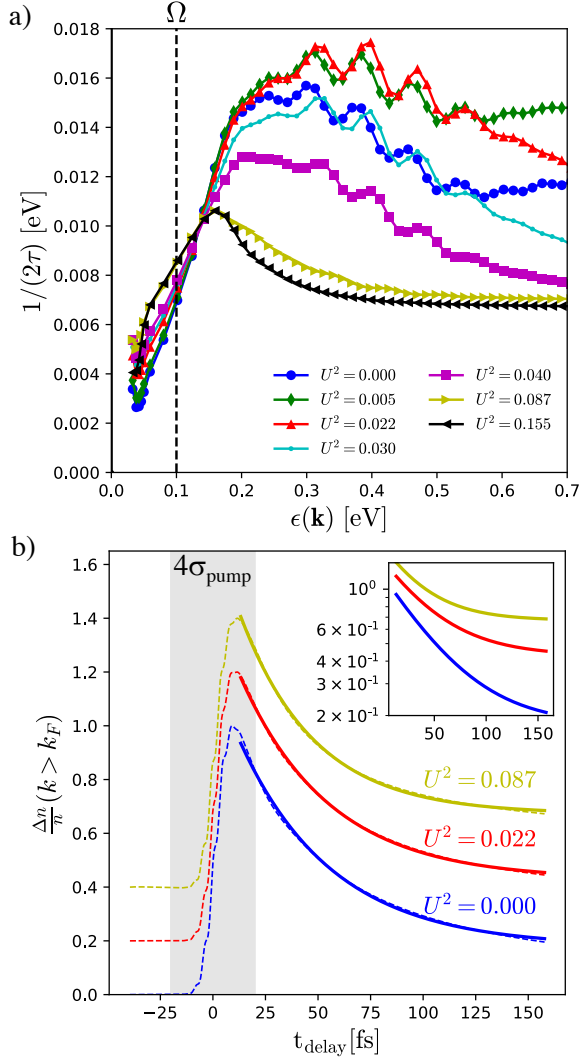 a)
Ω
0.018
0.016
0.014
0.012
0.010
0.008
0.006
0.004
0.002
0.000
1/(2τ) [eV]
U² = 0.000
U² = 0.005
U² = 0.022
U² = 0.030
U² = 0.040
U² = 0.087
U² = 0.155
0.0 0.1 0.2 0.3 0.4 0.5 0.6 0.7
ϵ(k) [eV]
b)
4σpump
1.6
1.4
1.2
1.0
0.8
0.6
0.4
0.2
0.0
Δn/n (k > k_F)
10⁰
6 × 10⁻¹
4 × 10⁻¹
3 × 10⁻¹
2 × 10⁻¹
50 100 150
U² = 0.087
U² = 0.022
U² = 0.000
−25 0 25 50 75 100 125 150
t_delay[fs]